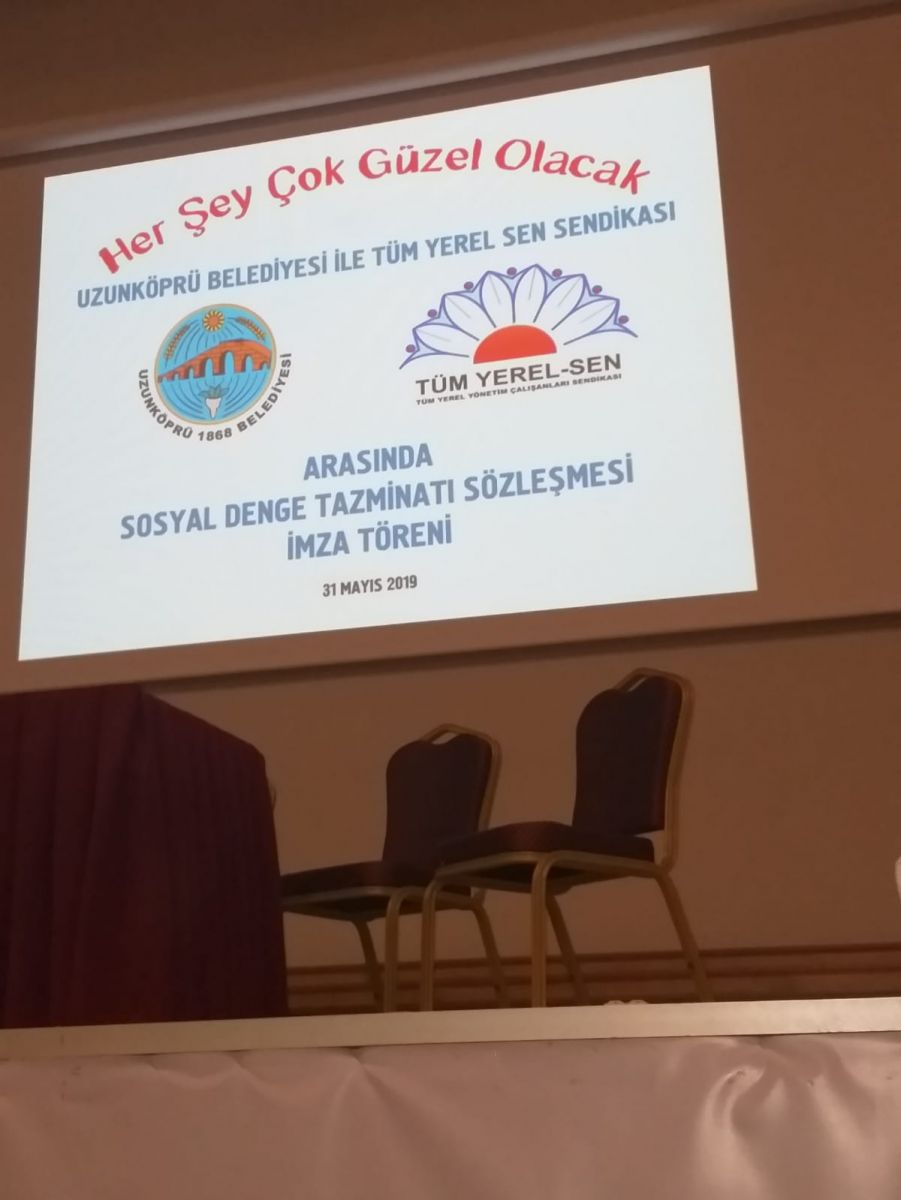 Her Şey Çok Güzel Olacak
UZUNKÖPRÜ BELEDİYESİ İLE TÜM YEREL SEN SENDİKASI
UZUNKÖPRÜ 1868 BELEDİYESİ
TÜM YEREL-SEN
TÜM YEREL YÖNETİM ÇALIŞANLARI SENDİKASI
ARASINDA
SOSYAL DENGE TAZMİNATI SÖZLEŞMESİ
İMZA TÖRENİ
31 MAYIS 2019